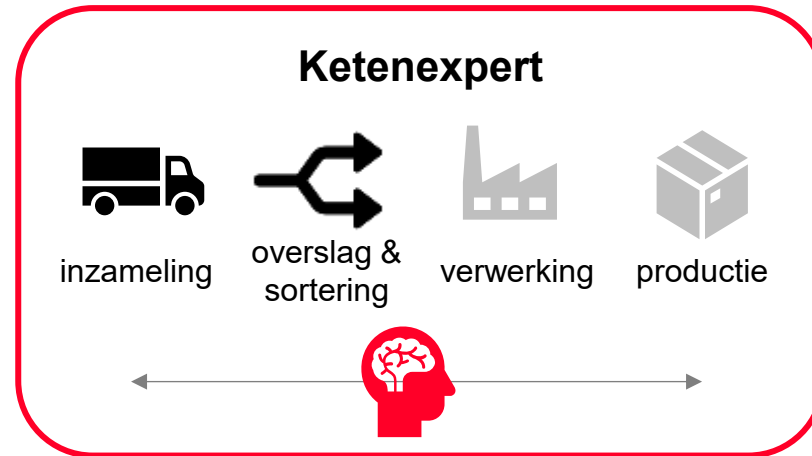 Ketenexpert
inzameling
overslag &
sortering
verwerking
productie